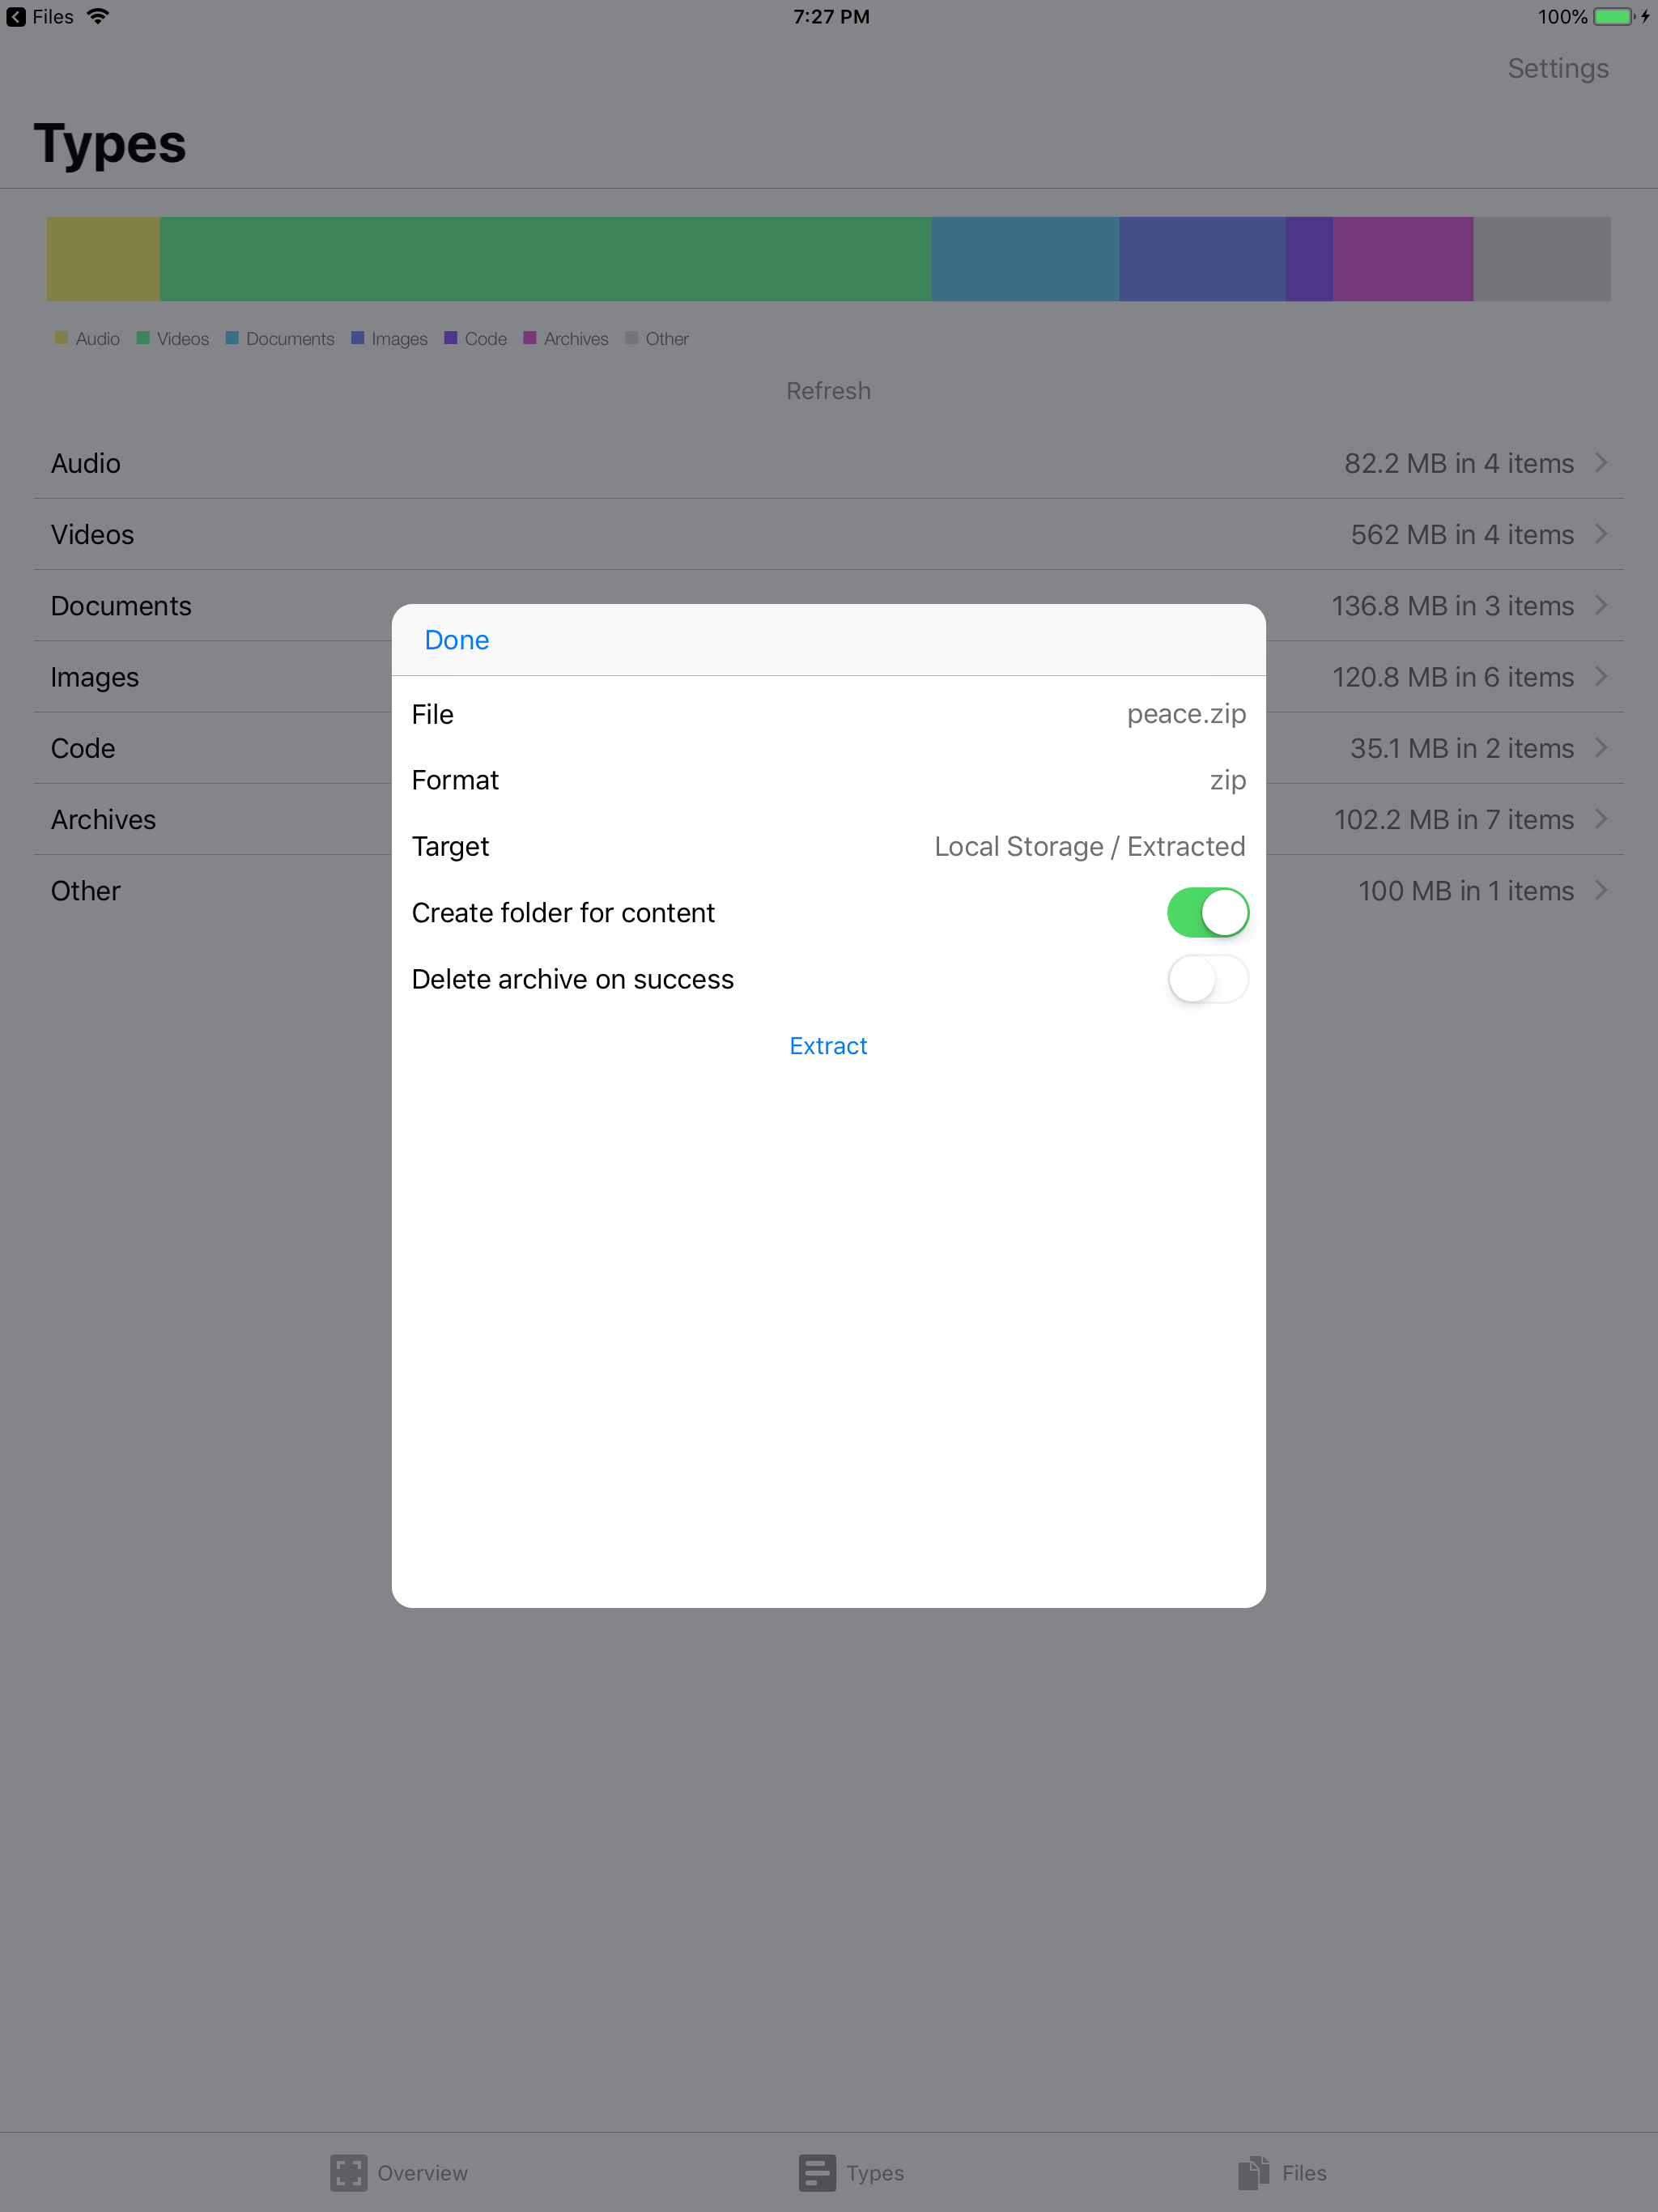 Files 7:27 PM 100%
Settings
Types
Audio Videos Documents Images Code Archives Other
Refresh
Audio 82.2 MB in 4 items
Videos 562 MB in 4 items
Documents 136.8 MB in 3 items
Images 120.8 MB in 6 items
Code 35.1 MB in 2 items
Archives 102.2 MB in 7 items
Other 100 MB in 1 items
Done
File peace.zip
Format zip
Target Local Storage / Extracted
Create folder for content
Delete archive on success
Extract
Overview Types Files